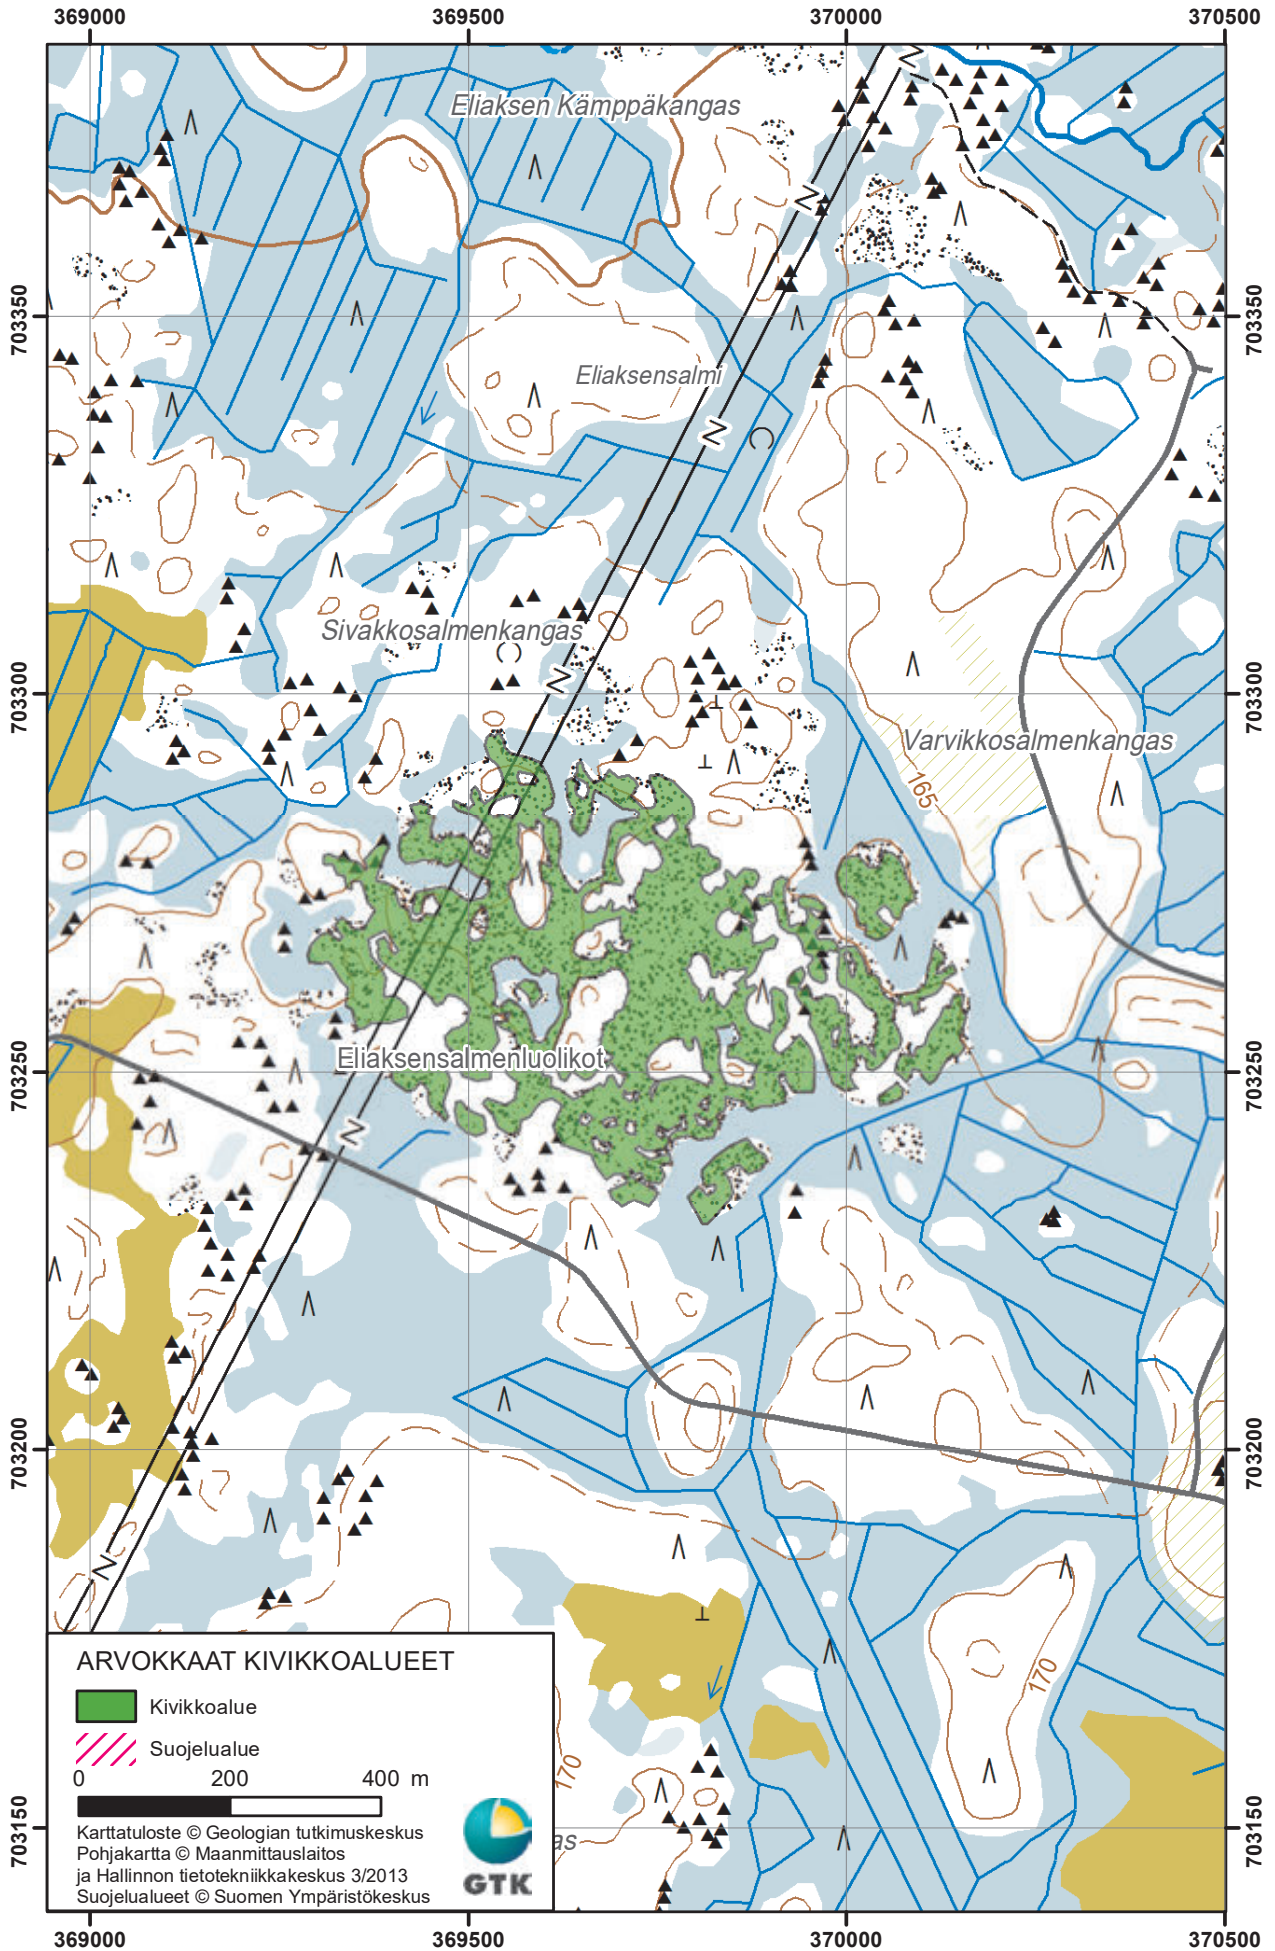 369000 369500 370000 370500
Eliaksen Kämppäkangas
N
N
703350 703350
Eliaksensalmi
N
Sivakkosalmenkangas
N
703300 703300
Varvikkosalmenkangas
165
Eliaksensalmenluolikot
703250 703250
N
703200 703200
N
ARVOKKAAT KIVIKKOALUEET
Kivikkoalue
Suojelualue
0 200 400 m
Karttatuloste © Geologian tutkimuskeskus
Pohjakartta © Maanmittauslaitos
ja Hallinnon tietotekniikkakeskus 3/2013
Suojelualueet © Suomen Ympäristökeskus
GTK
170
170
as
703150 703150
369000 369500 370000 370500